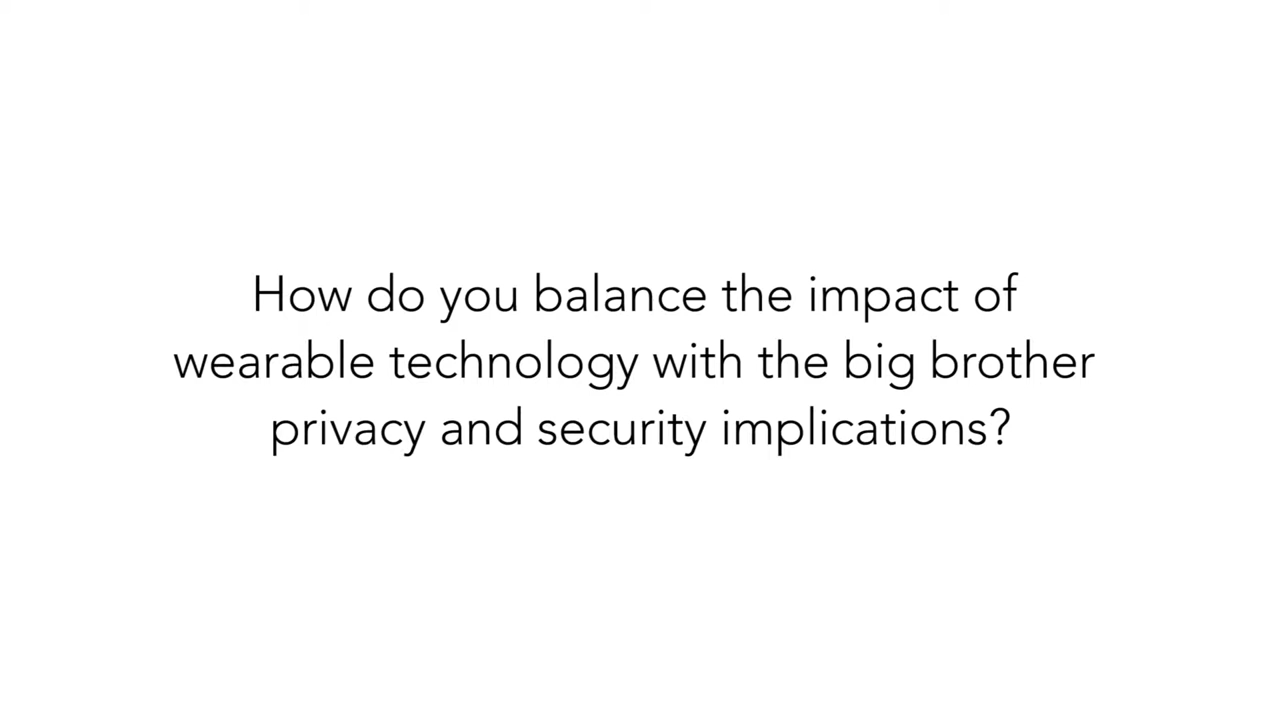 How do you balance the impact of
wearable technology with the big brother
privacy and security implications?